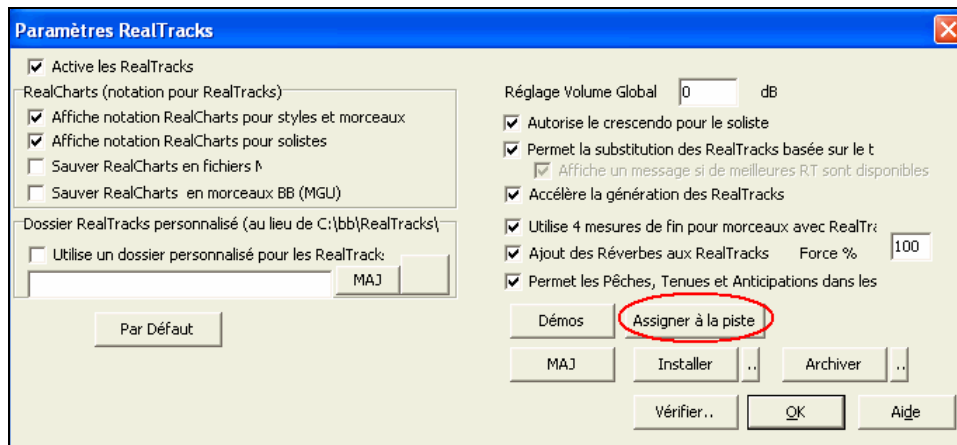 Paramètres RealTracks
Active les RealTracks
RealCharts (notation pour RealTracks)
Affiche notation RealCharts pour styles et morceaux
Affiche notation RealCharts pour solistes
Sauver RealCharts en fichiers M
Sauver RealCharts en morceaux BB (MGU)
Dossier RealTracks personnalisé (au lieu de C:\bb\RealTracks\
Utilise un dossier personnalisé pour les RealTracks
MAJ
Par Défaut
Réglage Volume Global 0 dB
Autorise le crescendo pour le soliste
Permet la substitution des RealTracks basée sur le t
Affiche un message si de meilleures RT sont disponibles
Accélère la génération des RealTracks
Utilise 4 mesures de fin pour morceaux avec RealTra
Ajout des Réverbes aux RealTracks Force % 100
Permet les Pêches, Tenues et Anticipations dans les
Démos Assigner à la piste
MAJ Installer .. Archiver ..
Vérifier.. OK Aide